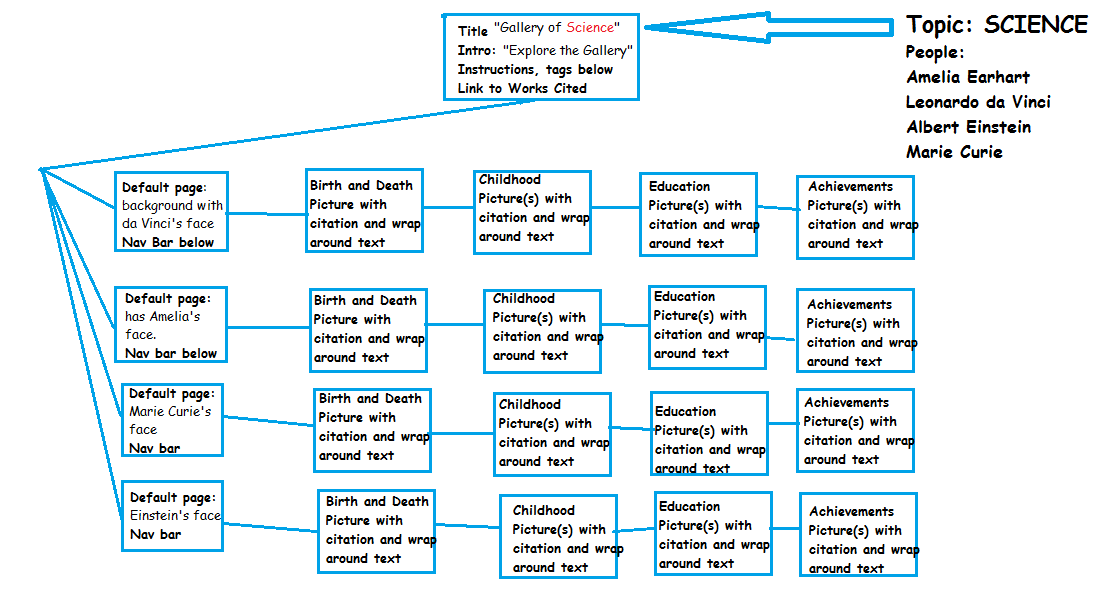 Title "Gallery of Science"
Intro: "Explore the Gallery"
Instructions, tags below
Link to Works Cited
Topic: SCIENCE
People:
Amelia Earhart
Leonardo da Vinci
Albert Einstein
Marie Curie
Default page:
background with
da Vinci's face
Nav Bar below
Birth and Death
Picture with
citation and wrap
around text
Childhood
Picture(s) with
citation and wrap
around text
Education
Picture(s) with
citation and wrap
around text
Achievements
Picture(s) with
citation and wrap
around text
Default page:
has Amelia's
face.
Nav bar below
Birth and Death
Picture with
citation and wrap
around text
Childhood
Picture(s) with
citation and wrap
around text
Education
Picture(s) with
citation and wrap
around text
Achievements
Picture(s) with
citation and wrap
around text
Default page:
Marie Curie's
face
Nav bar
Birth and Death
Picture with
citation and wrap
around text
Childhood
Picture(s) with
citation and wrap
around text
Education
Picture(s) with
citation and wrap
around text
Achievements
Picture(s) with
citation and wrap
around text
Default page:
Einstein's face
Nav bar
Birth and Death
Picture with
citation and wrap
around text
Childhood
Picture(s) with
citation and wrap
around text
Education
Picture(s) with
citation and wrap
around text
Achievements
Picture(s) with
citation and wrap
around text